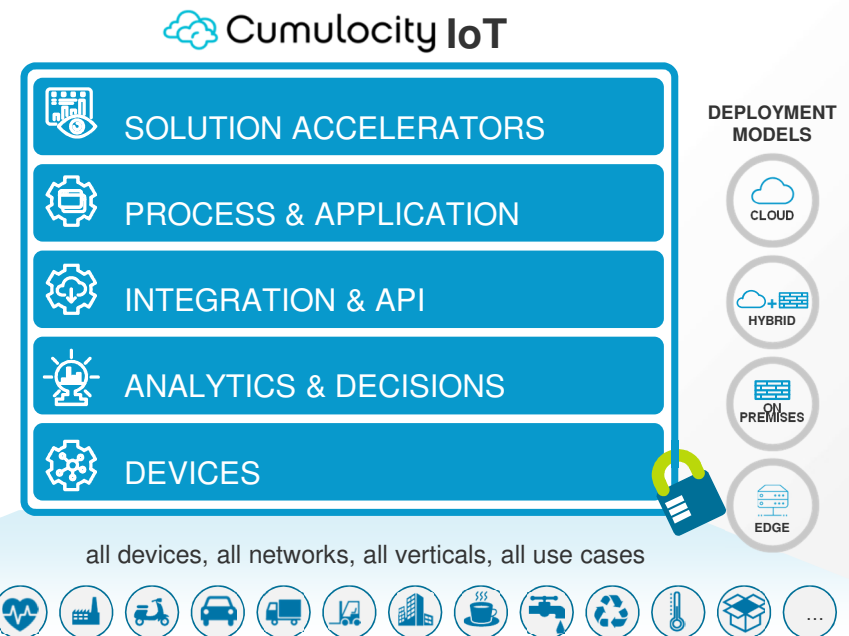 Cumulocity IoT
SOLUTION ACCELERATORS
PROCESS & APPLICATION
INTEGRATION & API
ANALYTICS & DECISIONS
DEVICES
DEPLOYMENT
MODELS
CLOUD
+
HYBRID
ON
PREMISES
EDGE
all devices, all networks, all verticals, all use cases
...